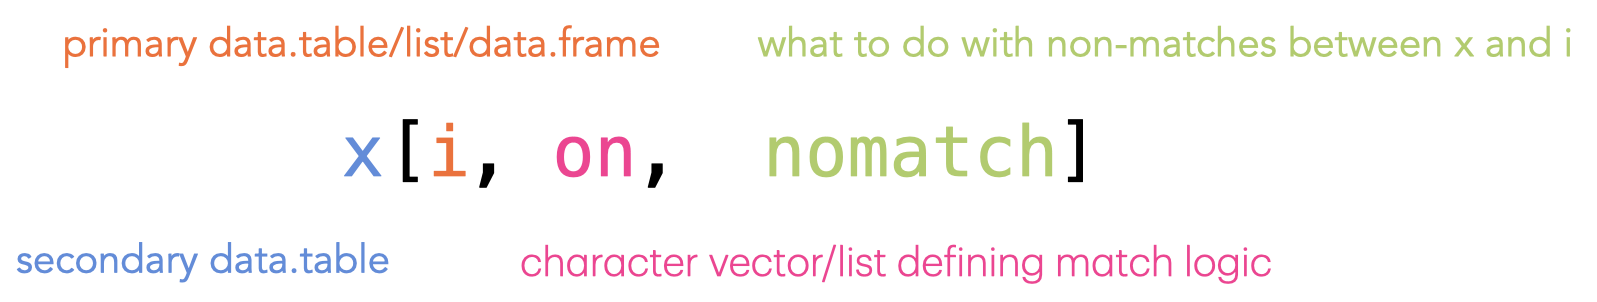 primary data.table/list/data.frame what to do with non-matches between x and i
x[i, on, nomatch]
secondary data.table character vector/list defining match logic